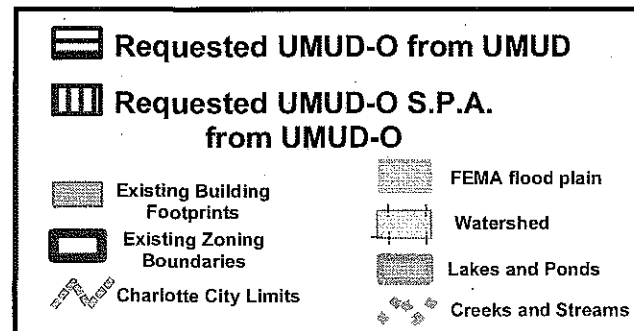 Requested UMUD-O from UMUD
Requested UMUD-O S.P.A.
from UMUD-O
Existing Building
Footprints
Existing Zoning
Boundaries
Charlotte City Limits
FEMA flood plain
Watershed
Lakes and Ponds
Creeks and Streams